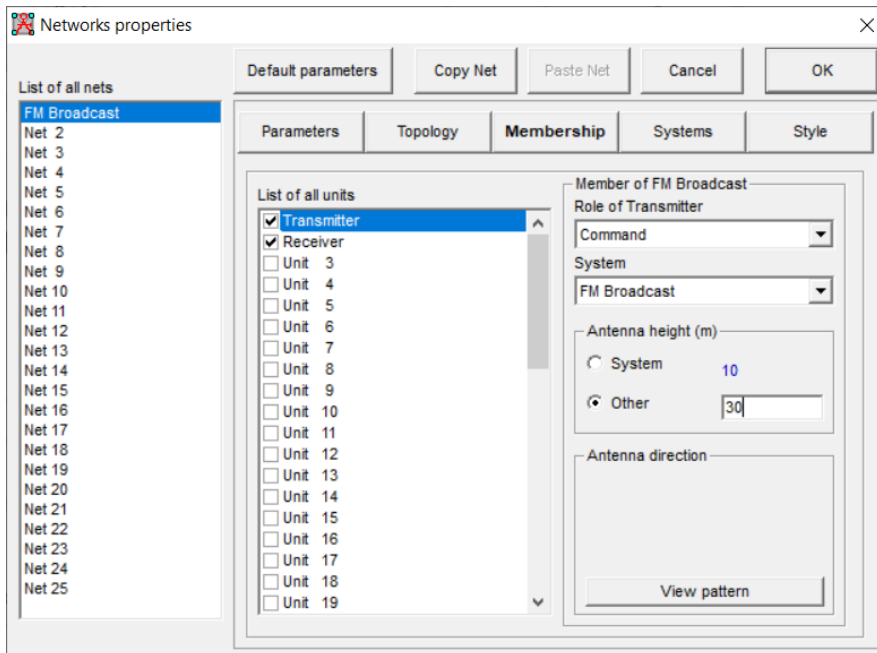 Networks properties
Default parameters
Copy Net
Paste Net
Cancel
OK
List of all nets
FM Broadcast
Net 2
Net 3
Net 4
Net 5
Net 6
Net 7
Net 8
Net 9
Net 10
Net 11
Net 12
Net 13
Net 14
Net 15
Net 16
Net 17
Net 18
Net 19
Net 20
Net 21
Net 22
Net 23
Net 24
Net 25
Parameters
Topology
Membership
Systems
Style
List of all units
Transmitter
Receiver
Unit 3
Unit 4
Unit 5
Unit 6
Unit 7
Unit 8
Unit 9
Unit 10
Unit 11
Unit 12
Unit 13
Unit 14
Unit 15
Unit 16
Unit 17
Unit 18
Unit 19
Member of FM Broadcast
Role of Transmitter
Command
System
FM Broadcast
Antenna height (m)
System 10
Other 30
Antenna direction
View pattern